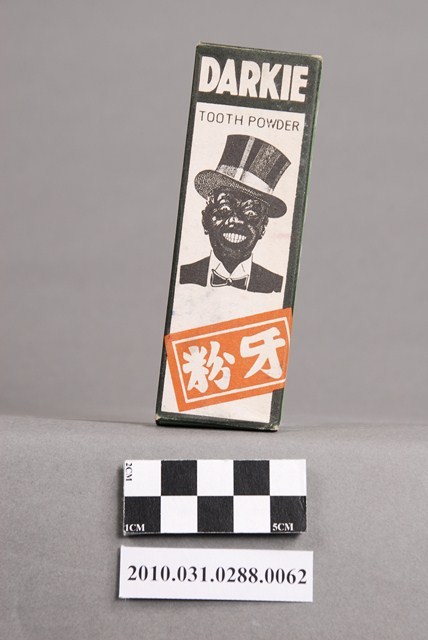 DARKIE
TOOTH POWDER
粉牙
2CM
1CM 5CM
2010.031.0288.0062